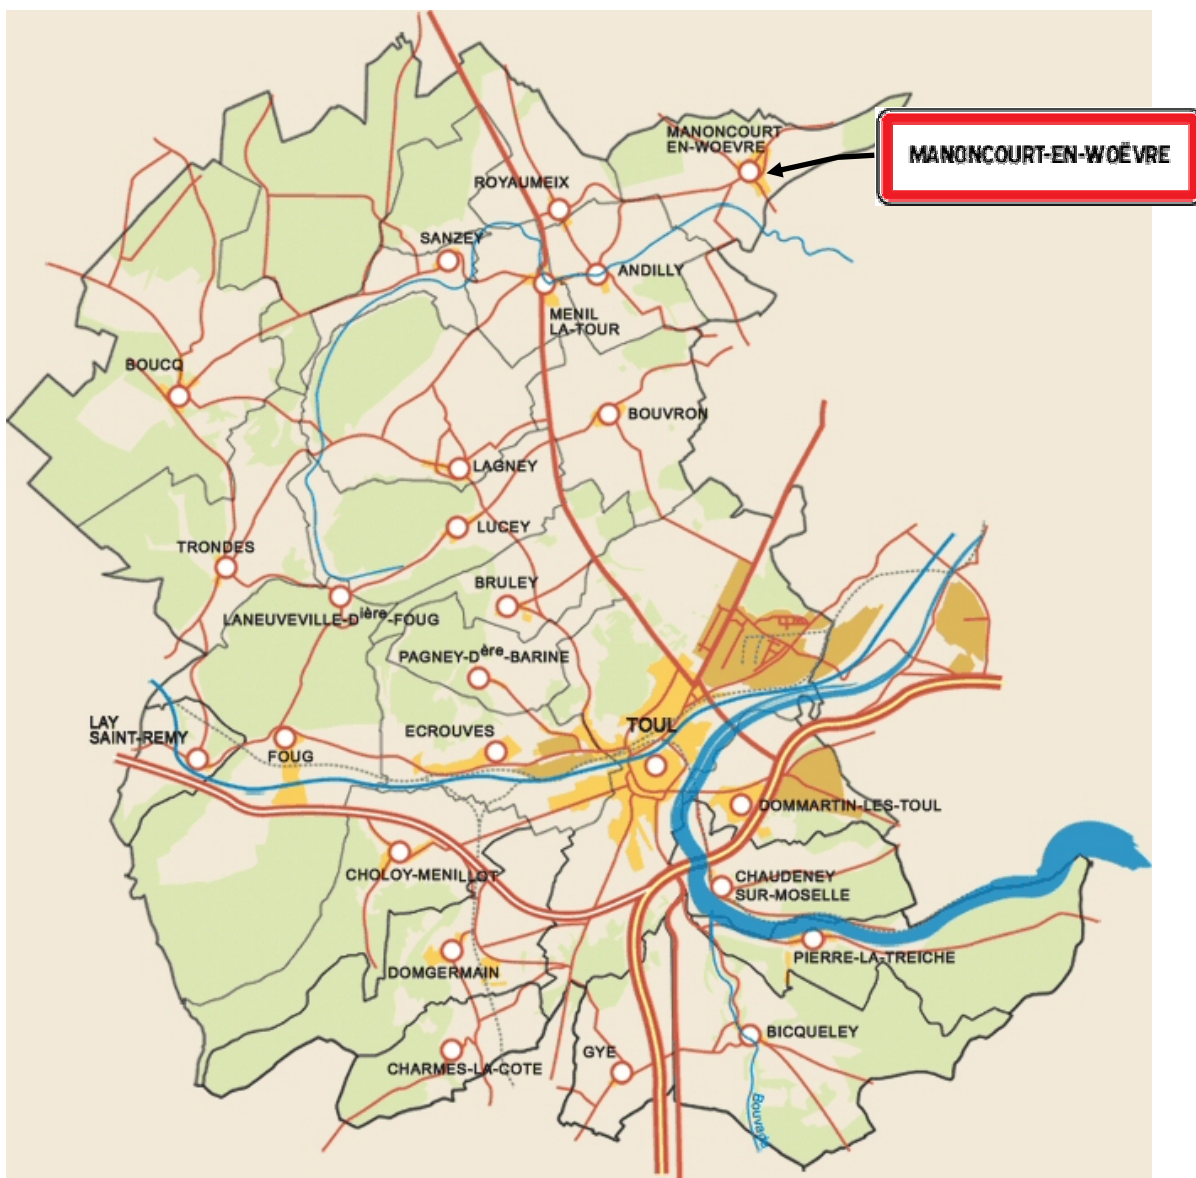 MANONCOURT
EN-WOEVRE
MANONCOURT-EN-WOËVRE
ROYAUMEIX
SANZEY
ANDILLY
MENIL
LA-TOUR
BOUCQ
BOUVRON
LAGNEY
LUCEY
TRONDES
BRULEY
LANEUVEVILLE-Dière-FOUG
PAGNEY-Dère-BARINE
LAY
SAINT-REMY
ECROUVES
TOUL
FOUG
DOMMARTIN-LES-TOUL
CHOLOY-MENILLOT
CHAUDENEY
SUR-MOSELLE
DOMGERMAIN
PIERRE-LA-TREICHE
BICQUELEY
GYE
CHARMES-LA-COTE
Bouvade